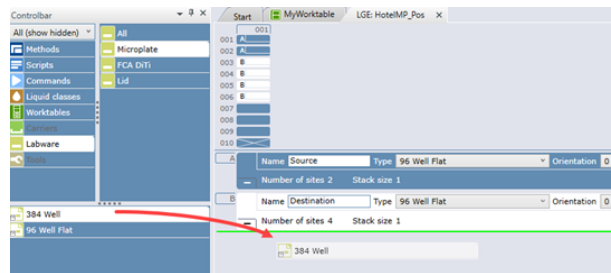 Controlbar
Start
MyWorktable
LGE: HotelMP_Pos
All (show hidden)
All
Methods
Microplate
Scripts
FCA DiTi
Commands
Lid
Liquid classes
Worktables
Carriers
Labware
Tools
001
001 A
002 A
003 B
004 B
005 B
006 B
007
008
009
010
A
Name Source Type 96 Well Flat Orientation 0
Number of sites 2 Stack size 1
B
Name Destination Type 96 Well Flat Orientation 0
Number of sites 4 Stack size 1
384 Well
96 Well Flat
384 Well